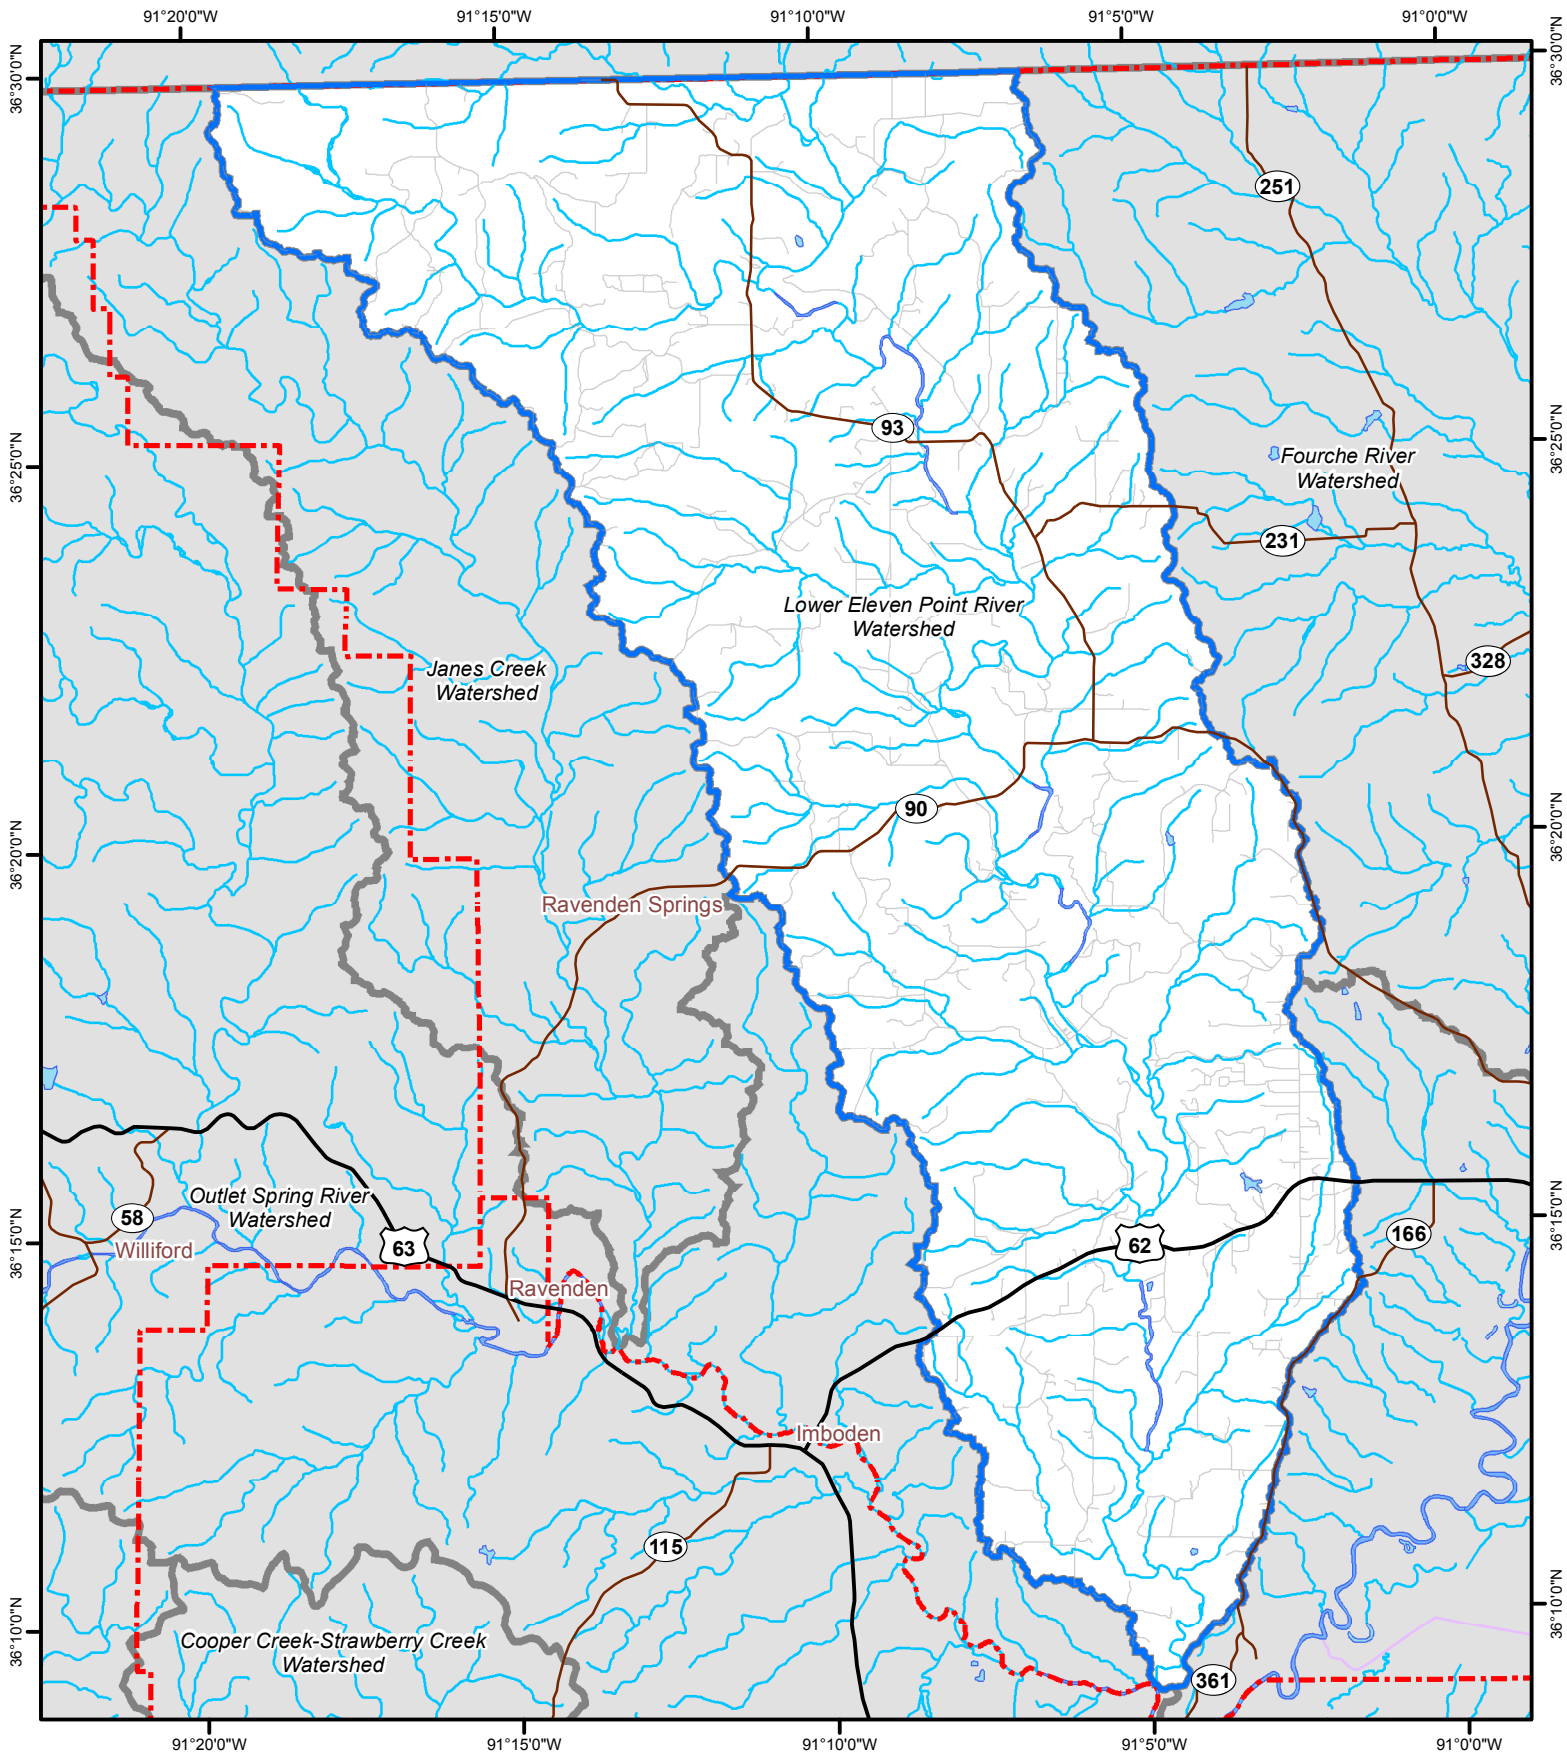 91°20'0"W
91°15'0"W
91°10'0"W
91°5'0"W
91°0'0"W
36°30'0"N
36°30'0"N
251
93
Fourche River
Watershed
36°25'0"N
36°25'0"N
231
Lower Eleven Point River
Watershed
328
Janes Creek
Watershed
90
36°20'0"N
36°20'0"N
Ravenden Springs
Outlet Spring River
Watershed
58
Williford
63
62
166
36°15'0"N
36°15'0"N
Ravenden
Imboden
115
36°10'0"N
36°10'0"N
Cooper Creek-Strawberry Creek
Watershed
361
91°20'0"W
91°15'0"W
91°10'0"W
91°5'0"W
91°0'0"W